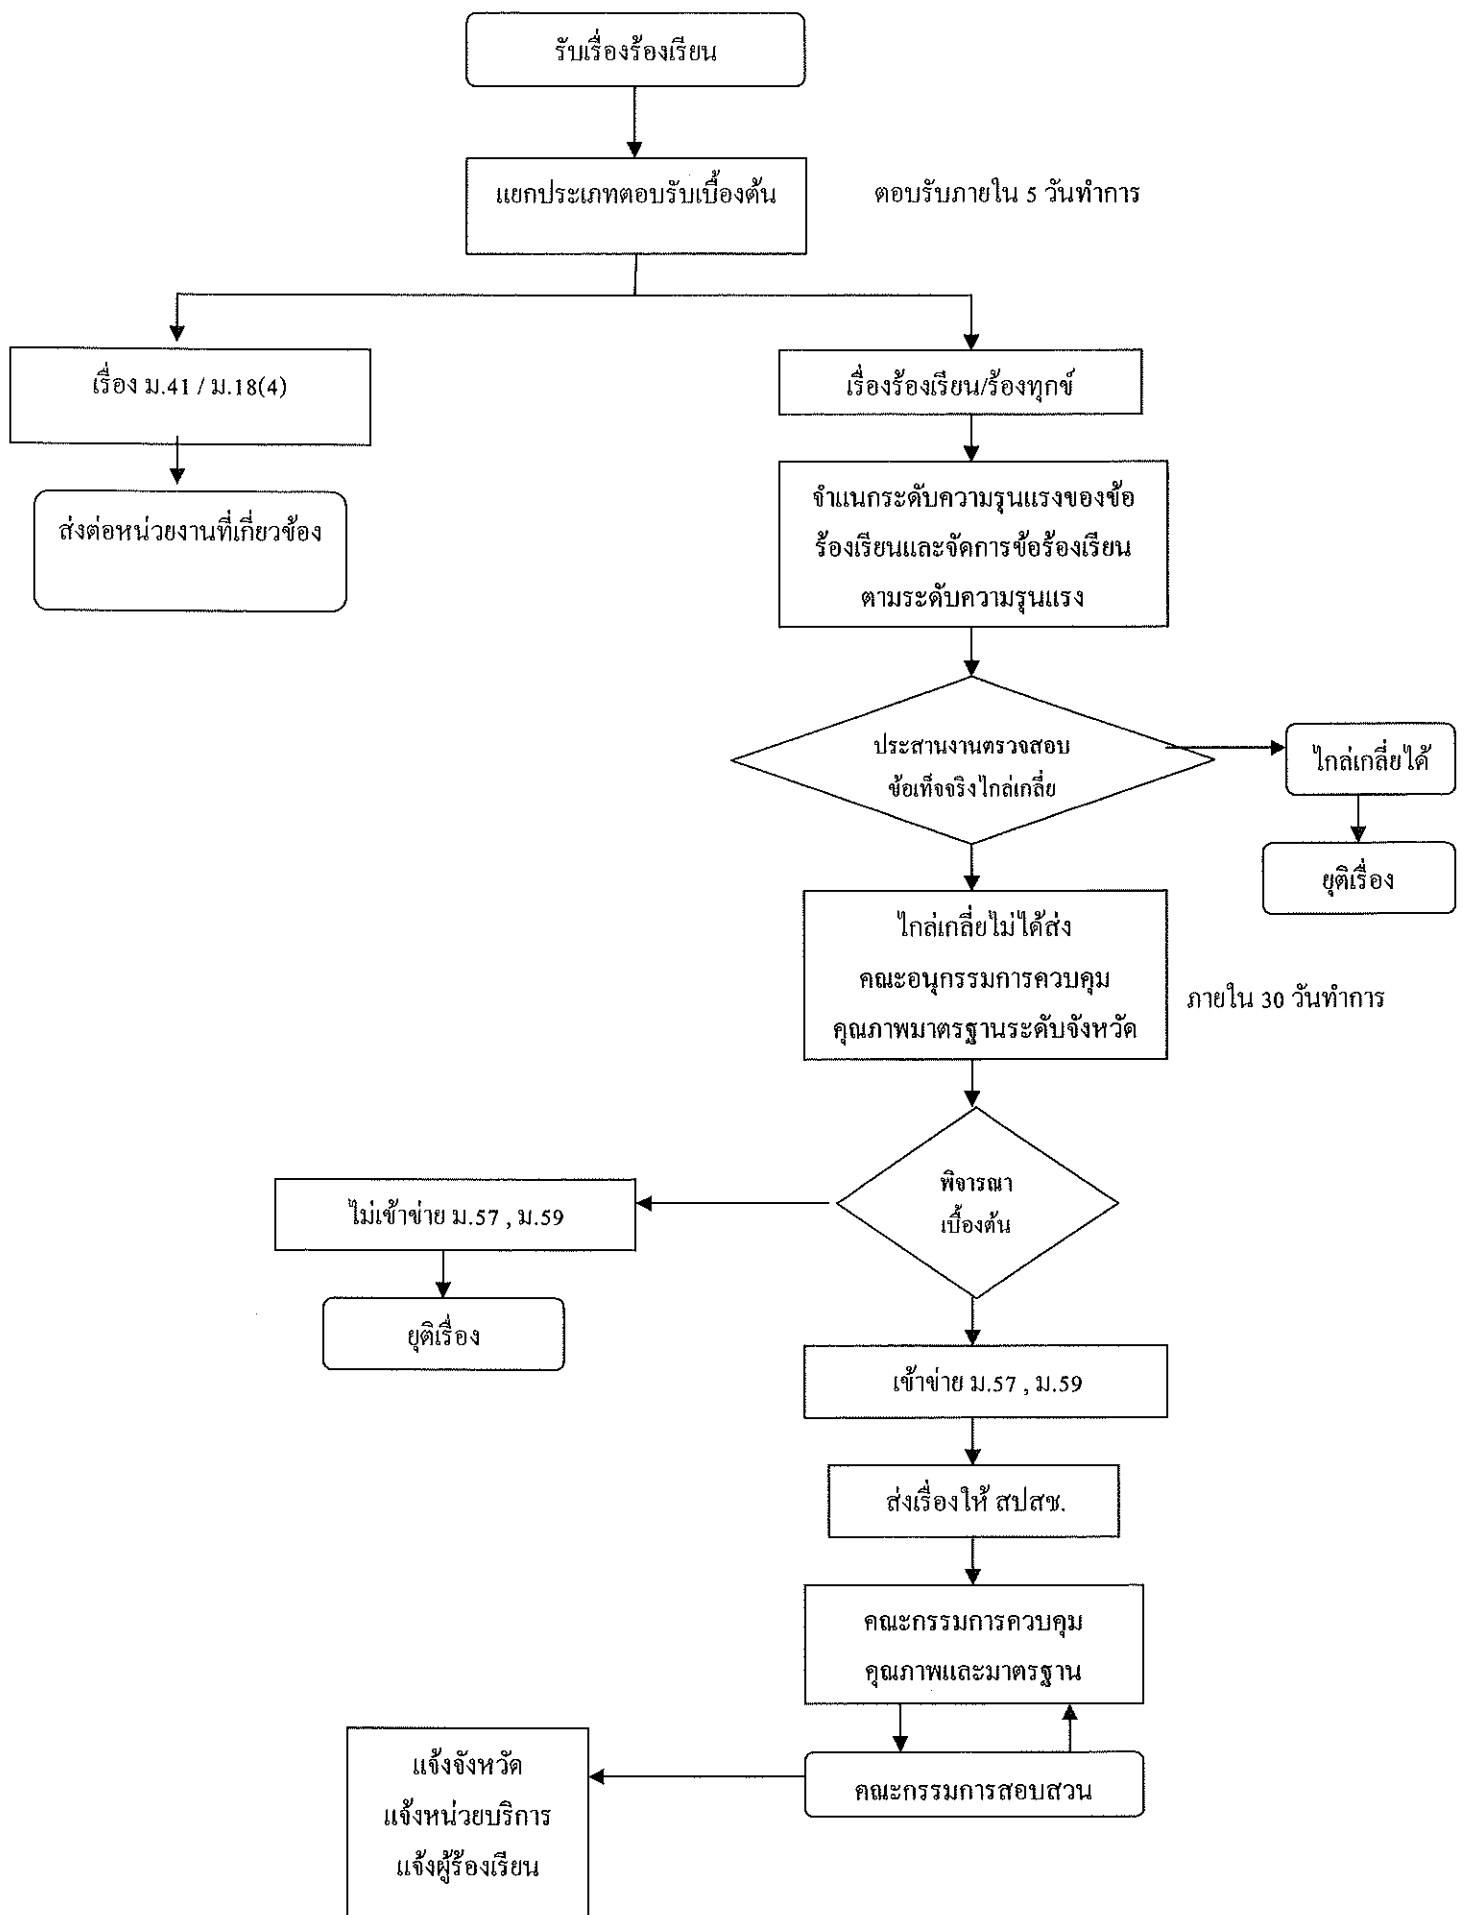 รับเรื่องร้องเรียน
แยกประเภทตอบรับเบื้องต้น
ตอบรับภายใน 5 วันทำการ
เรื่อง ม.41 / ม.18(4)
เรื่องร้องเรียน/ร้องทุกข์
ส่งต่อหน่วยงานที่เกี่ยวข้อง
จำแนกระดับความรุนแรงของข้อ
ร้องเรียนและจัดการข้อร้องเรียน
ตามระดับความรุนแรง
ประสานงานตรวจสอบ
ข้อเท็จจริงไกล่เกลี่ย
ไกล่เกลี่ยได้
ยุติเรื่อง
ไกล่เกลี่ยไม่ได้ส่ง
คณะอนุกรรมการควบคุม
คุณภาพมาตรฐานระดับจังหวัด
ภายใน 30 วันทำการ
พิจารณา
เบื้องต้น
ไม่เข้าข่าย ม.57 , ม.59
ยุติเรื่อง
เข้าข่าย ม.57 , ม.59
ส่งเรื่องให้ สปสช.
คณะกรรมการควบคุม
คุณภาพและมาตรฐาน
คณะกรรมการสอบสวน
แจ้งจังหวัด
แจ้งหน่วยบริการ
แจ้งผู้ร้องเรียน